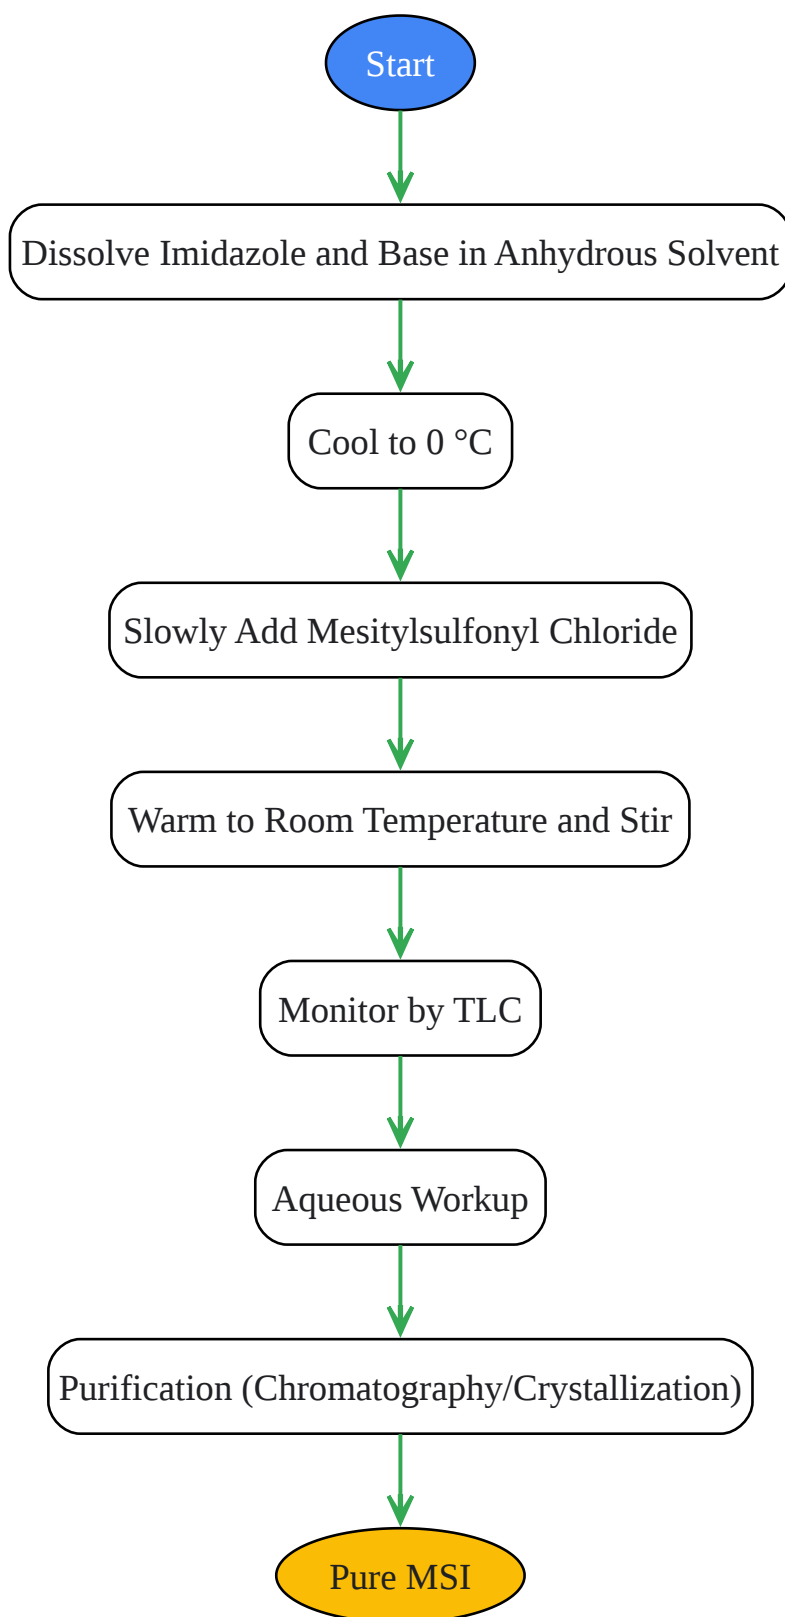 Start
Dissolve Imidazole and Base in Anhydrous Solvent
Cool to 0 °C
Slowly Add Mesitylsulfonyl Chloride
Warm to Room Temperature and Stir
Monitor by TLC
Aqueous Workup
Purification (Chromatography/Crystallization)
Pure MSI